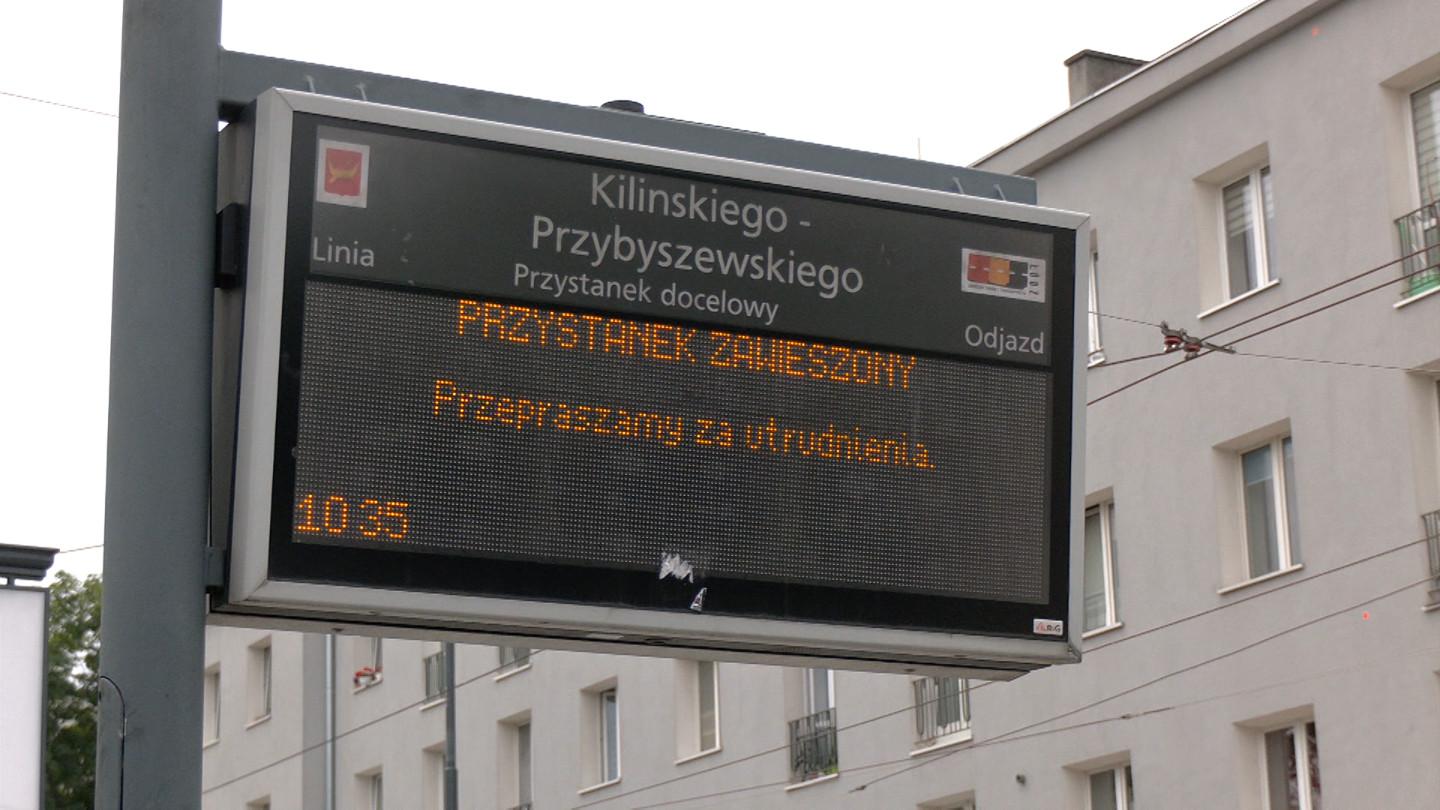 Kilinskiego -
Przybyszewskiego
Linia
Przystanek docelowy
Odjazd
PRZYSTANEK ZAWIESZONY
Przepraszamy za utrudnienia.
10 35